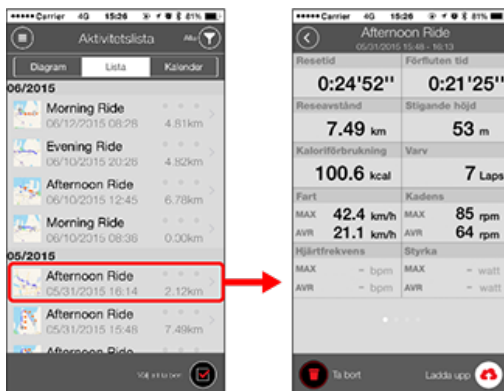 Carrier 4G 15:26 81%
Aktivitetslista
Diagram Lista Kalender
06/2015
Morning Ride
06/12/2015 08:28 4.81km
Evening Ride
06/10/2015 20:28 4.82km
Afternoon Ride
06/10/2015 12:45 6.78km
Morning Ride
06/10/2015 08:36 0.00km
05/2015
Afternoon Ride
05/31/2015 16:14 2.12km
Afternoon Ride
05/31/2015 15:48 7.49km
Afternoon Ride
Carrier 4G 15:26 81%
Afternoon Ride
05/31/2015 15:48 - 16:13
Resetid Förfluten tid
0:24'52'' 0:21'25''
Reseavstånd Stigande höjd
7.49 km 53 m
Kaloriförbrukning Varv
100.6 kcal 7 Laps
Fart Kadens
MAX 42.4 km/h MAX 85 rpm
AVR 21.1 km/h AVR 64 rpm
Hjärtfrekvens Styrka
MAX - bpm MAX - watt
AVR - bpm AVR - watt
Ta bort Ladda upp